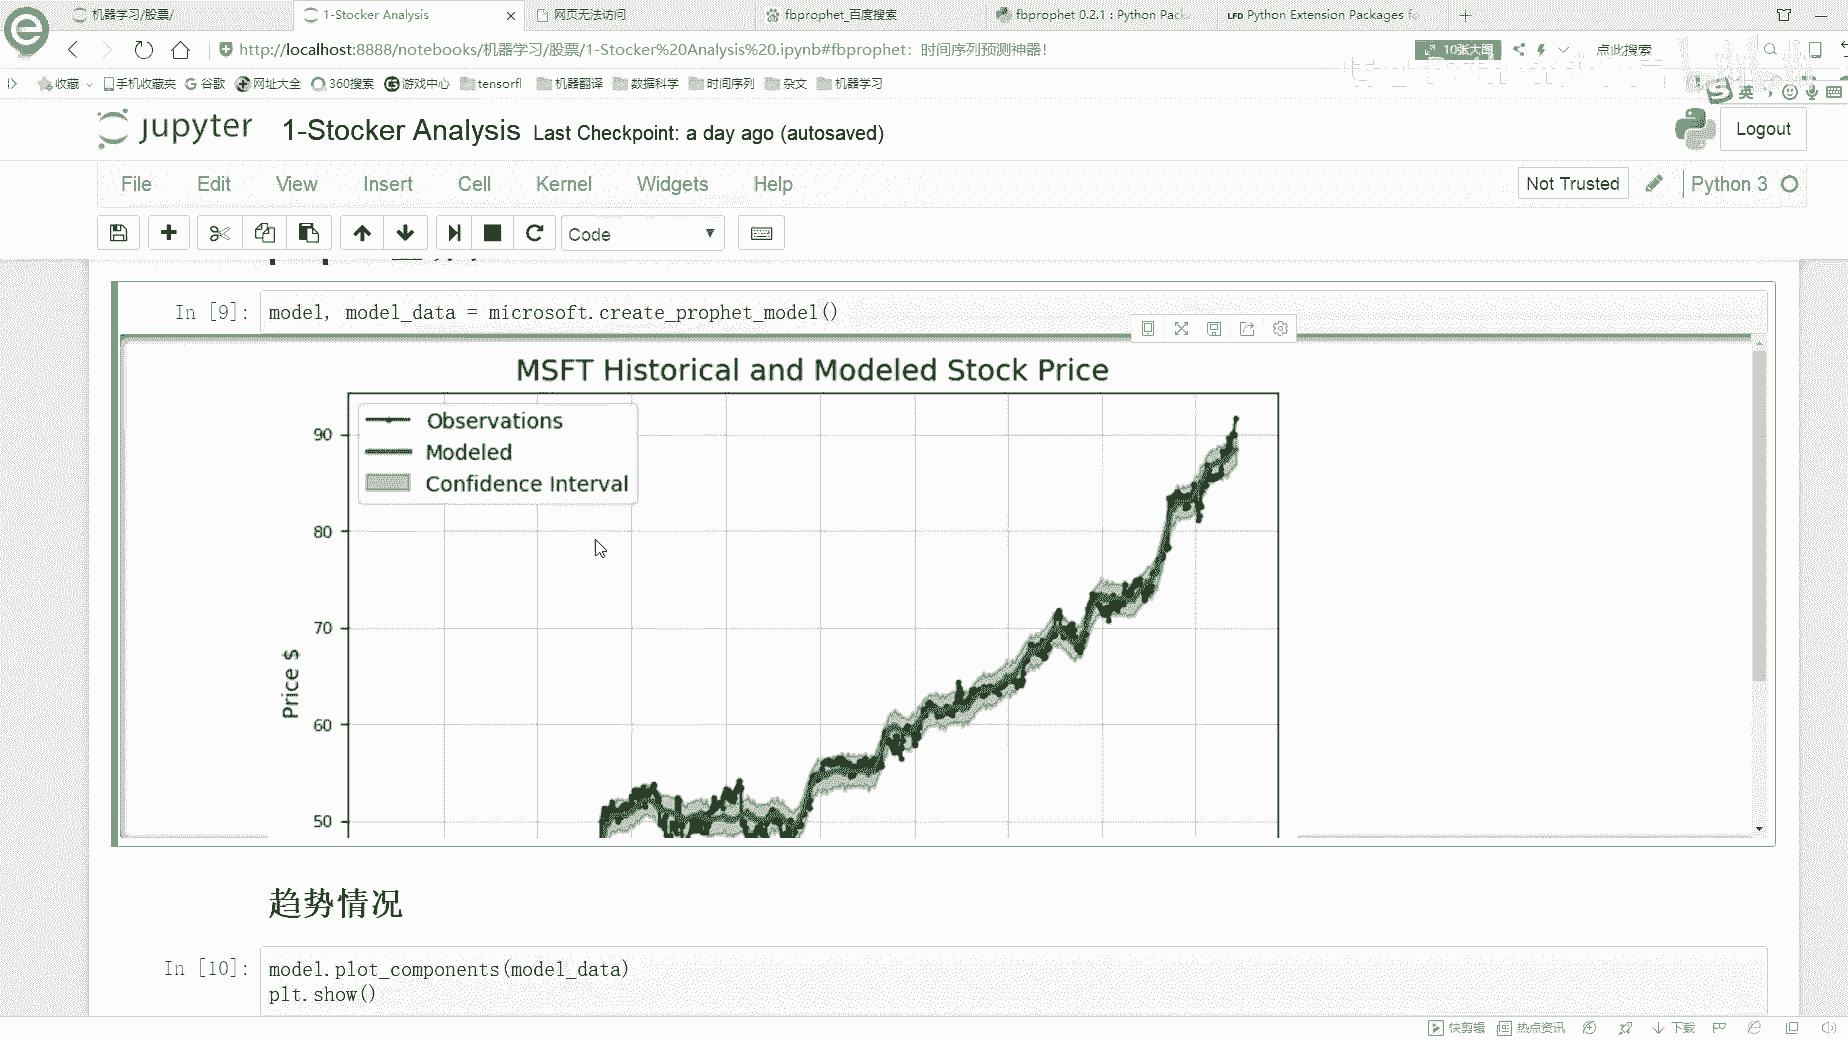 机器学习/股票/
1-Stocker Analysis
网页无法访问
fbprophet_百度搜索
fbprophet 0.2.1 : Python Pack
LFD Python Extension Packages fo
http://localhost:8888/notebooks/机器学习/股票/1-Stocker%20Analysis%20.ipynb#fbprophet：时间序列预测神器!
10张大图
点此搜索
收藏
手机收藏夹
谷歌
网址大全
360搜索
游戏中心
tensorfl
机器翻译
数据科学
时间序列
杂文
机器学习
英
jupyter
1-Stocker Analysis
Last Checkpoint: a day ago (autosaved)
Logout
File
Edit
View
Insert
Cell
Kernel
Widgets
Help
Not Trusted
Python 3
Code
In [9]:
model, model_data = microsoft.create_prophet_model()
MSFT Historical and Modeled Stock Price
Observations
Modeled
Confidence Interval
90
80
70
60
50
Price $
趋势情况
In [10]:
model.plot_components(model_data)
plt.show()
快剪辑
热点资讯
下载